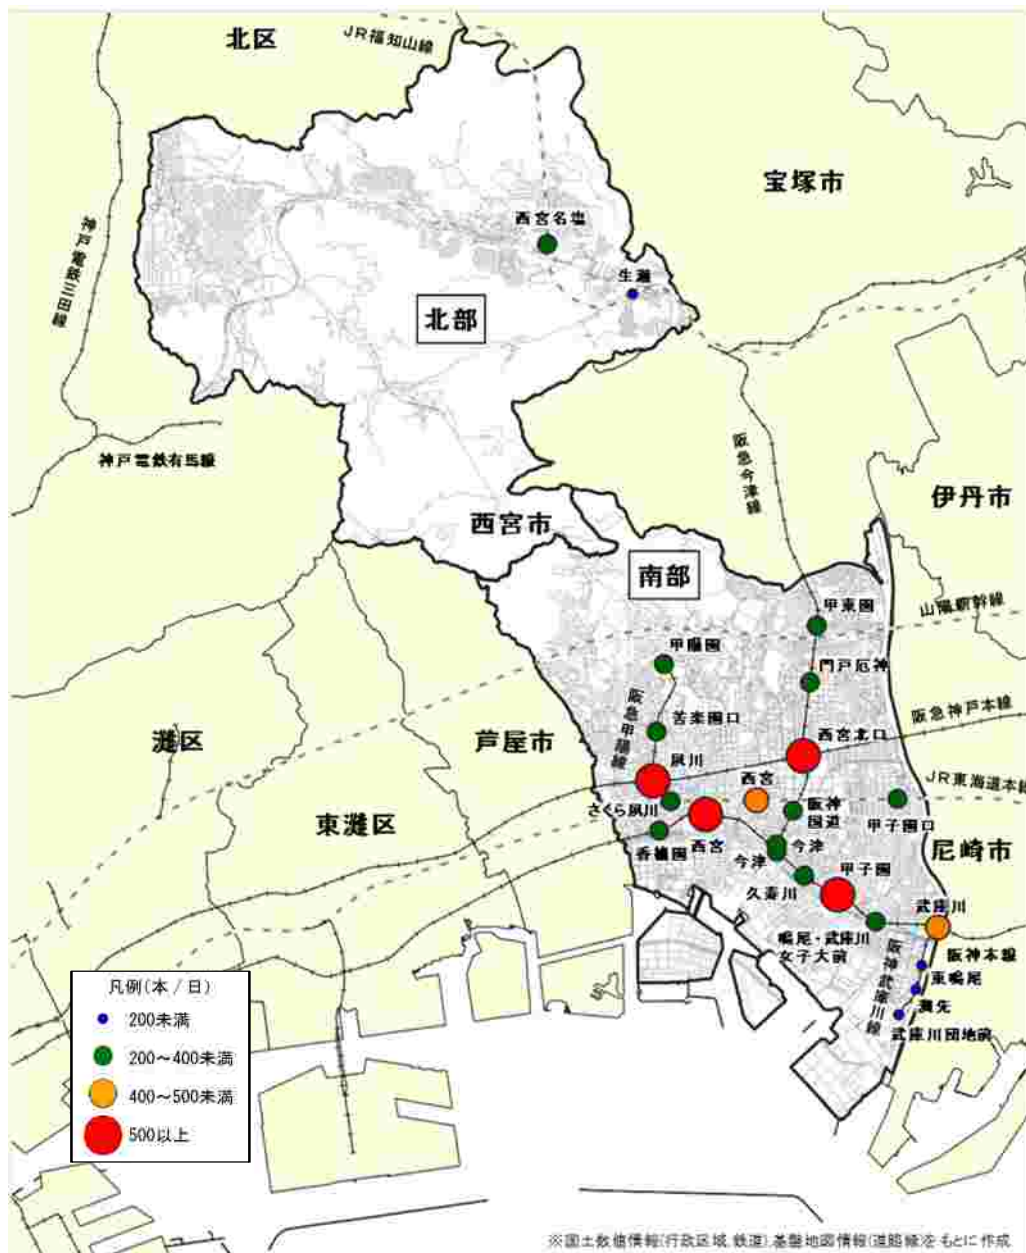 北区
JR福知山線
宝塚市
神戸電鉄三田線
西宮名塩
生瀬
北部
神戸電鉄有馬線
阪急今津線
伊丹市
西宮市
南部
甲東園
山陽新幹線
甲陽園
門戸厄神
阪急甲陽線
苦楽園口
阪急神戸本線
灘区
芦屋市
夙川
西宮北口
西宮
JR東海道本線
さくら夙川
阪神
国道
甲子園口
東灘区
香櫨園
西宮
今津
今津
甲子園
尼崎市
久寿川
武庫川
鳴尾・武庫川
女子大前
阪神本線
阪神武庫川線
東鳴尾
洲先
武庫川団地前
凡例(本/日)
200未満
200～400未満
400～500未満
500以上
※国土数値情報(行政区域、鉄道)、基盤地図情報(道路縁)をもとに作成